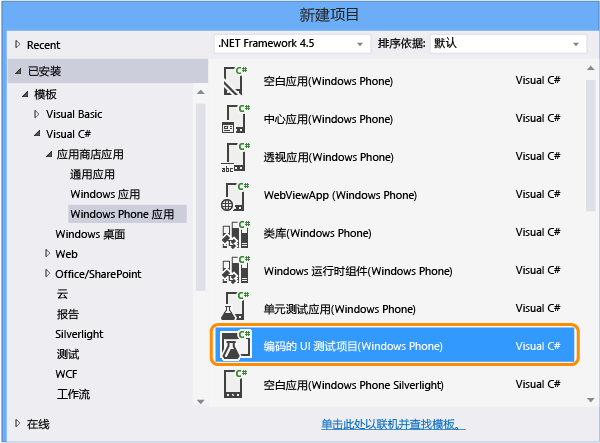 新建项目
Recent
.NET Framework 4.5
排序依据: 默认
已安装
模板
Visual Basic
Visual C#
应用商店应用
通用应用
Windows 应用
Windows Phone 应用
Windows 桌面
Web
Office/SharePoint
云
报告
Silverlight
测试
WCF
工作流
在线
C# 空白应用(Windows Phone) Visual C#
C# 中心应用(Windows Phone) Visual C#
C# abc 透视应用(Windows Phone) Visual C#
C# WebViewApp (Windows Phone) Visual C#
C# 类库(Windows Phone) Visual C#
C# Windows 运行时组件(Windows Phone) Visual C#
C# 单元测试应用(Windows Phone) Visual C#
C# 编码的 UI 测试项目(Windows Phone) Visual C#
C# 空白应用(Windows Phone Silverlight) Visual C#
单击此处以联机并查找模板。